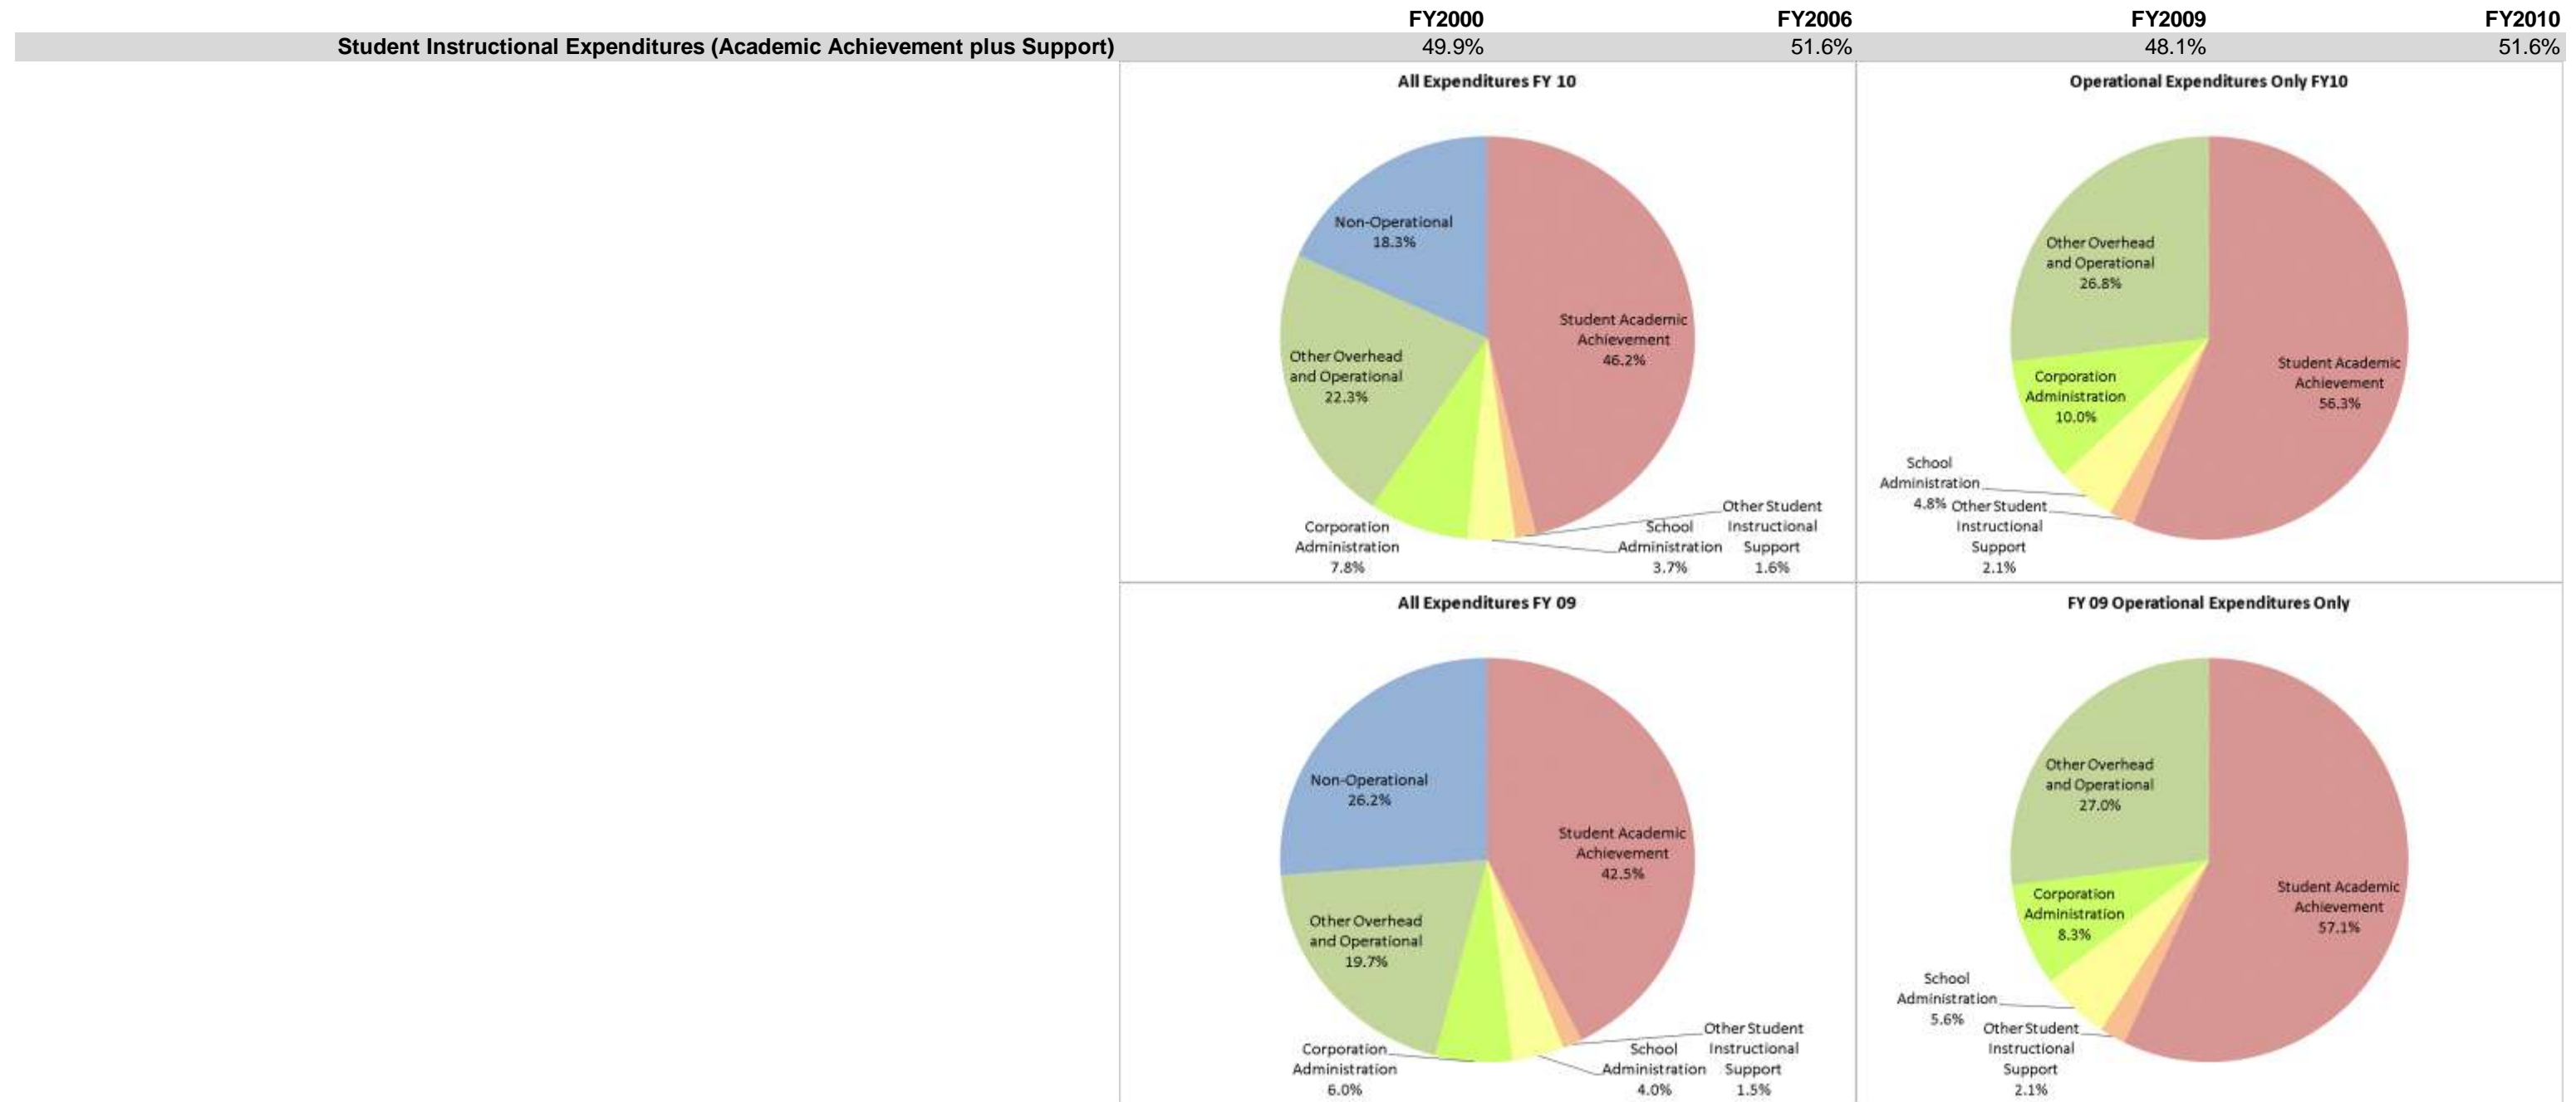 FY2000 FY2006 FY2009 FY2010
Student Instructional Expenditures (Academic Achievement plus Support) 49.9% 51.6% 48.1% 51.6%
All Expenditures FY 10
Non-Operational
18.3%
Student Academic
Achievement
46.2%
Other Overhead
and Operational
22.3%
Corporation
Administration
7.8%
School
Administration
3.7%
Other Student
Instructional
Support
1.6%
Operational Expenditures Only FY10
Other Overhead
and Operational
26.8%
Student Academic
Achievement
56.3%
Corporation
Administration
10.0%
School
Administration
4.8%
Other Student
Instructional
Support
2.1%
All Expenditures FY 09
Non-Operational
26.2%
Student Academic
Achievement
42.5%
Other Overhead
and Operational
19.7%
Corporation
Administration
6.0%
School
Administration
4.0%
Other Student
Instructional
Support
1.5%
FY 09 Operational Expenditures Only
Other Overhead
and Operational
27.0%
Student Academic
Achievement
57.1%
Corporation
Administration
8.3%
School
Administration
5.6%
Other Student
Instructional
Support
2.1%